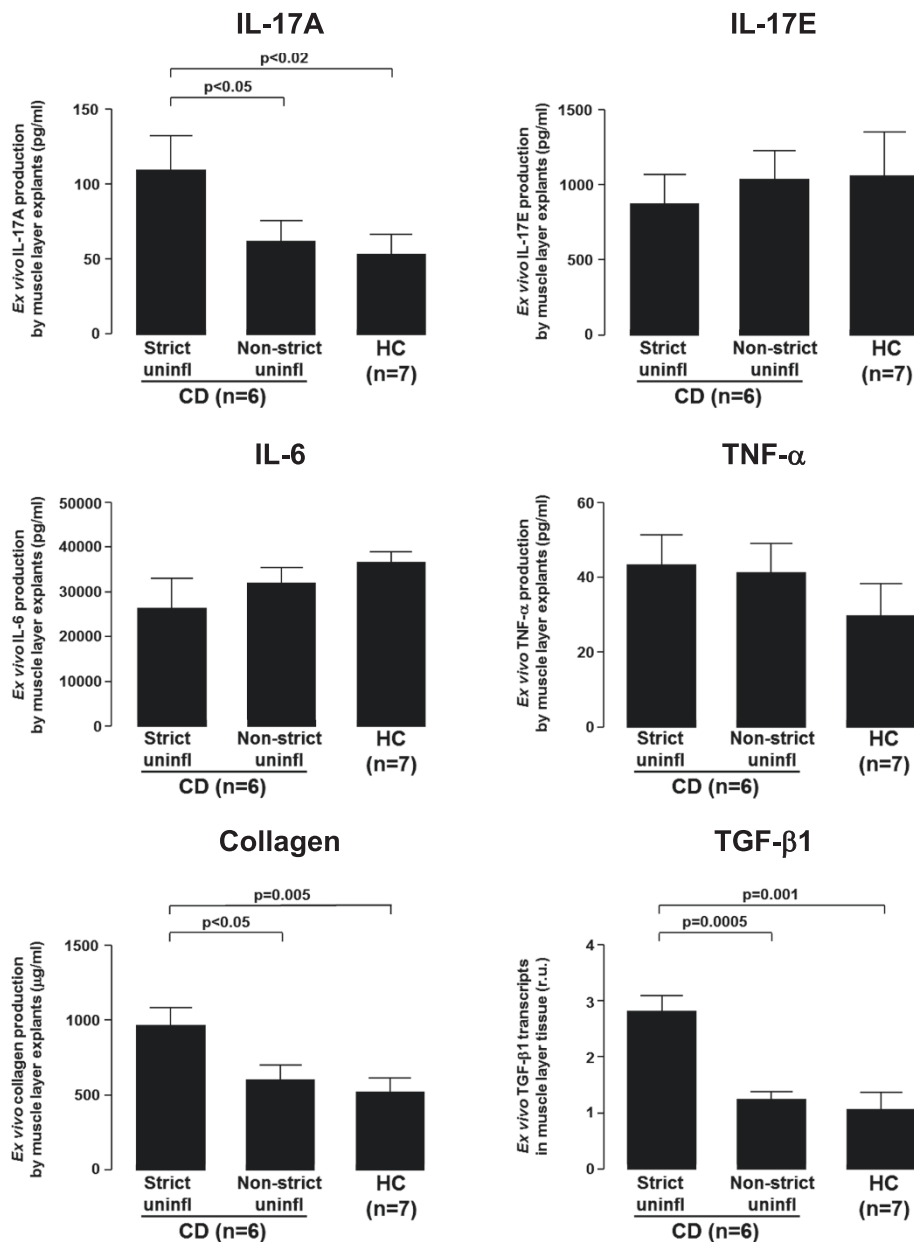 IL-17A
p<0.02
p<0.05
Ex vivo IL-17A production
by muscle layer explants (pg/ml)
150
100
50
0
Strict
uninfl
Non-strict
uninfl
HC
(n=7)
CD (n=6)
IL-17E
Ex vivo IL-17E production
by muscle layer explants (pg/ml)
1500
1000
500
0
Strict
uninfl
Non-strict
uninfl
HC
(n=7)
CD (n=6)
IL-6
Ex vivo IL-6 production
by muscle layer explants (pg/ml)
50000
40000
30000
20000
10000
0
Strict
uninfl
Non-strict
uninfl
HC
(n=7)
CD (n=6)
TNF-α
Ex vivo TNF-α production
by muscle layer explants (pg/ml)
60
40
20
0
Strict
uninfl
Non-strict
uninfl
HC
(n=7)
CD (n=6)
Collagen
p=0.005
p<0.05
Ex vivo collagen production
by muscle layer explants (µg/ml)
1500
1000
500
0
Strict
uninfl
Non-strict
uninfl
HC
(n=7)
CD (n=6)
TGF-β1
p=0.001
p=0.0005
Ex vivo TGF-β1 transcripts
in muscle layer tissue (r.u.)
4
3
2
1
0
Strict
uninfl
Non-strict
uninfl
HC
(n=7)
CD (n=6)